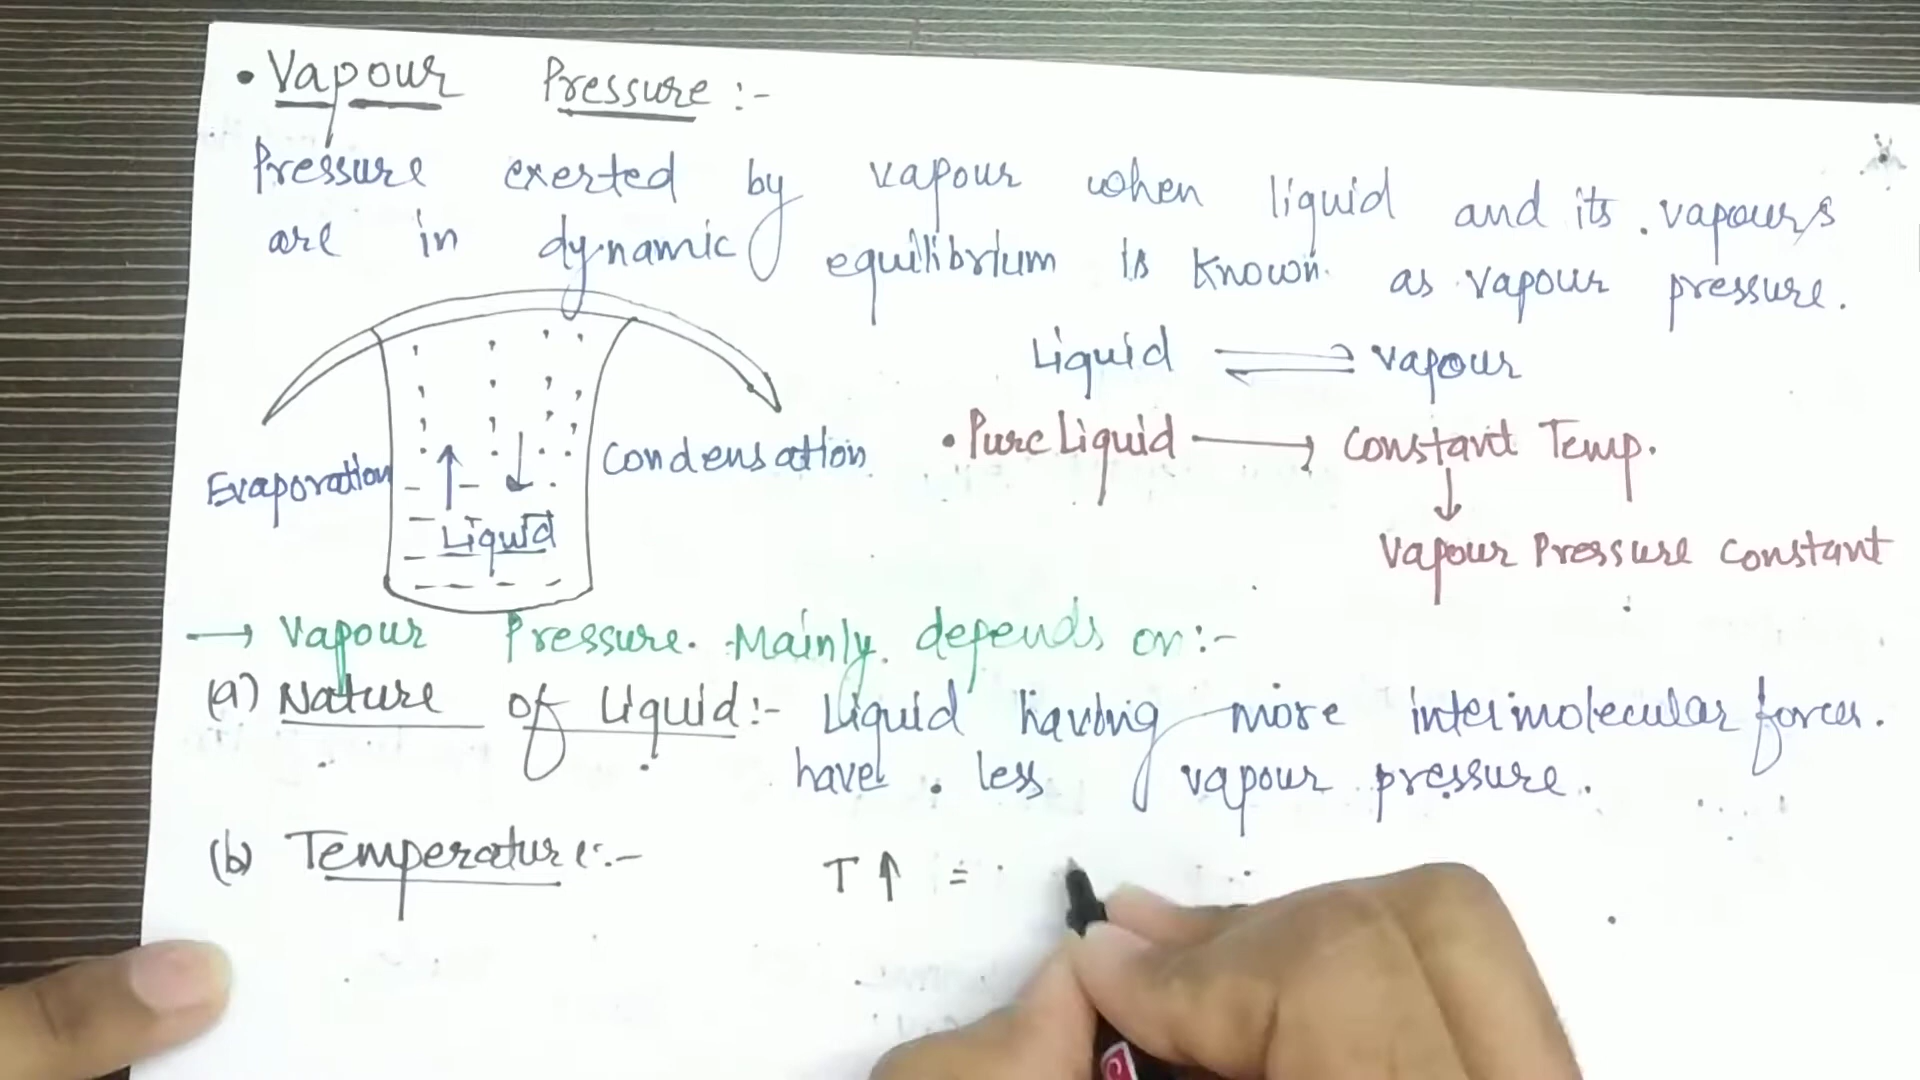 • Vapour Pressure :-
Pressure exerted by vapour when liquid and its vapours
are in dynamic equilibrium is known as vapour pressure.
Liquid ⇌ vapour
• Pure Liquid ⟶ Constant Temp.
↓
Vapour Pressure Constant
Evaporation
Condensation
Liquid
→ Vapour Pressure Mainly depends on :-
(a) Nature of Liquid :- Liquid having more intermolecular forces.
have less vapour pressure.
(b) Temperature :- T ↑ =